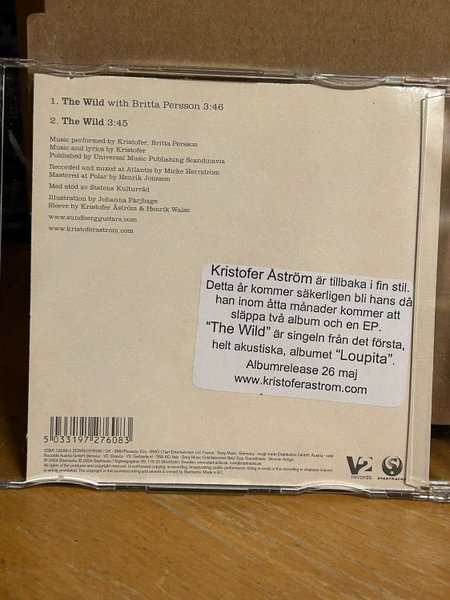 1. The Wild with Britta Persson 3:46
2. The Wild 3:45
Music performed by Kristofer, Britta Persson
Music and lyrics by Kristofer
Published by Universal Music Publishing Scandinavia
Recorded and mixed at Atlantis by Micke Herrström
Mastered at Polar by Henrik Jonsson
Med stöd av Statens Kulturråd
Illustration by Johanna Färjhage
Sleeve by Kristofer Åström & Henrik Walse
www.sundbergguitars.com
www.kristoferastrom.com
Kristofer Åström är tillbaka i fin stil.
Detta år kommer säkerligen bli hans då
han inom åtta månader kommer att
släppa två album och en EP.
"The Wild" är singeln från det första,
helt akustiska, albumet "Loupita".
Albumrelease 26 maj
www.kristoferastrom.com
5 033197 276083
V2
records
STARTRACKS